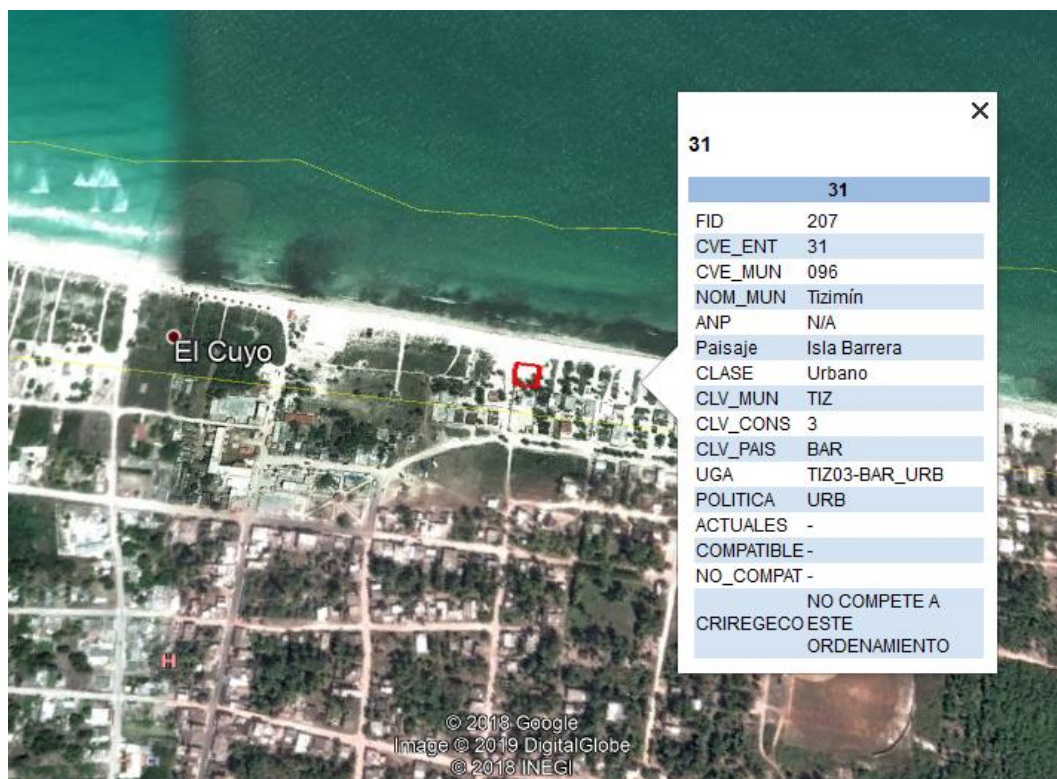 31
31
FID 207
CVE_ENT 31
CVE_MUN 096
NOM_MUN Tizimín
ANP N/A
Paisaje Isla Barrera
CLASE Urbano
CLV_MUN TIZ
CLV_CONS 3
CLV_PAIS BAR
UGA TIZ03-BAR_URB
POLITICA URB
ACTUALES -
COMPATIBLE -
NO_COMPAT -
CRIREGECO NO COMPETE A
ESTE
ORDENAMIENTO
El Cuyo
H
© 2018 Google
Image © 2019 DigitalGlobe
© 2018 INEGI